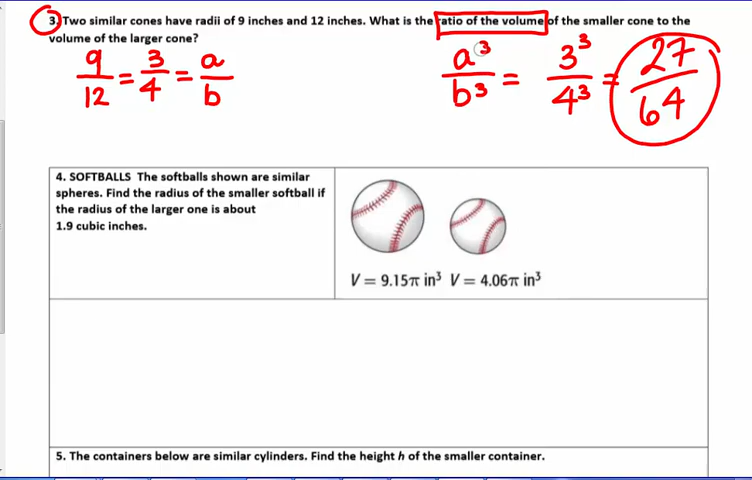 3. Two similar cones have radii of 9 inches and 12 inches. What is the ratio of the volume of the smaller cone to the
volume of the larger cone?
9/12 = 3/4 = a/b
a³/b³ = 3³/4³ = 27/64
4. SOFTBALLS The softballs shown are similar
spheres. Find the radius of the smaller softball if
the radius of the larger one is about
1.9 cubic inches.
V = 9.15π in³ V = 4.06π in³
5. The containers below are similar cylinders. Find the height h of the smaller container.